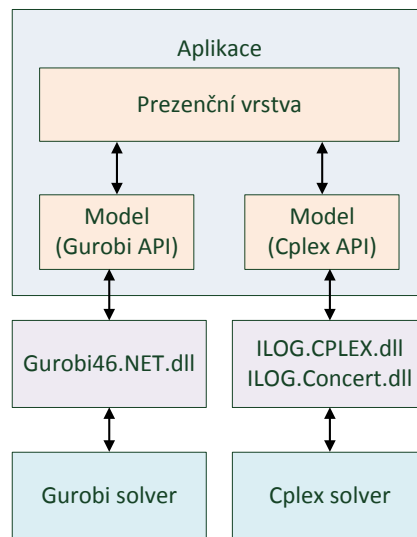 Aplikace
Prezenční vrstva
Model
(Gurobi API)
Model
(Cplex API)
Gurobi46.NET.dll
ILOG.CPLEX.dll
ILOG.Concert.dll
Gurobi solver
Cplex solver